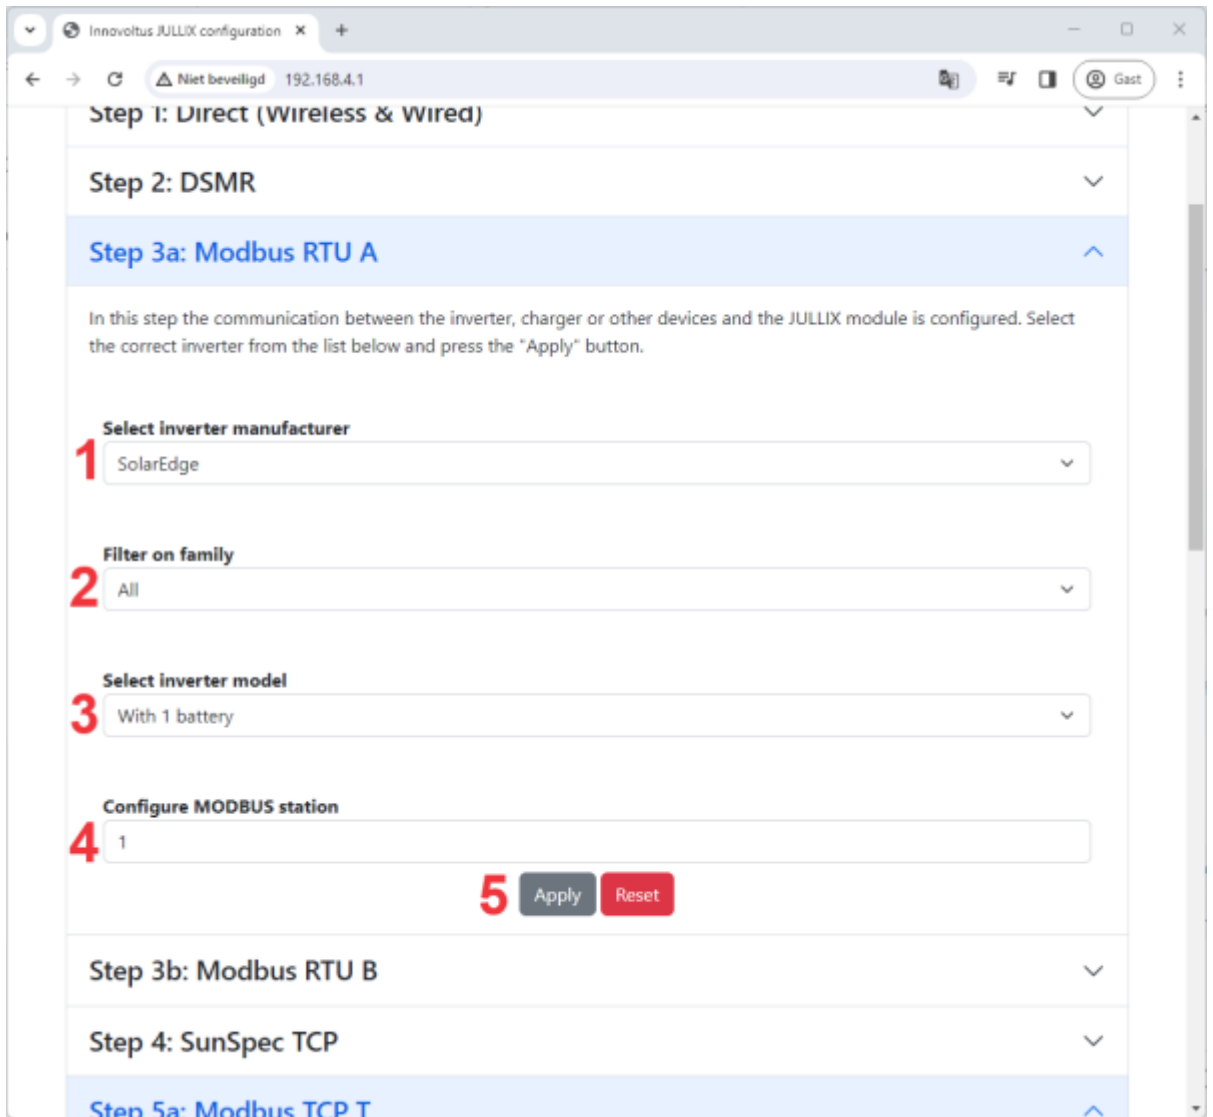 Innovoltus JULLIX configuration
Niet beveiligd 192.168.4.1
Gast
Step 1: Direct (Wireless & Wired)
Step 2: DSMR
Step 3a: Modbus RTU A
In this step the communication between the inverter, charger or other devices and the JULLIX module is configured. Select
the correct inverter from the list below and press the "Apply" button.
Select inverter manufacturer
1 SolarEdge
Filter on family
2 All
Select inverter model
3 With 1 battery
Configure MODBUS station
4 1
5 Apply Reset
Step 3b: Modbus RTU B
Step 4: SunSpec TCP
Step 5a: Modbus TCP T